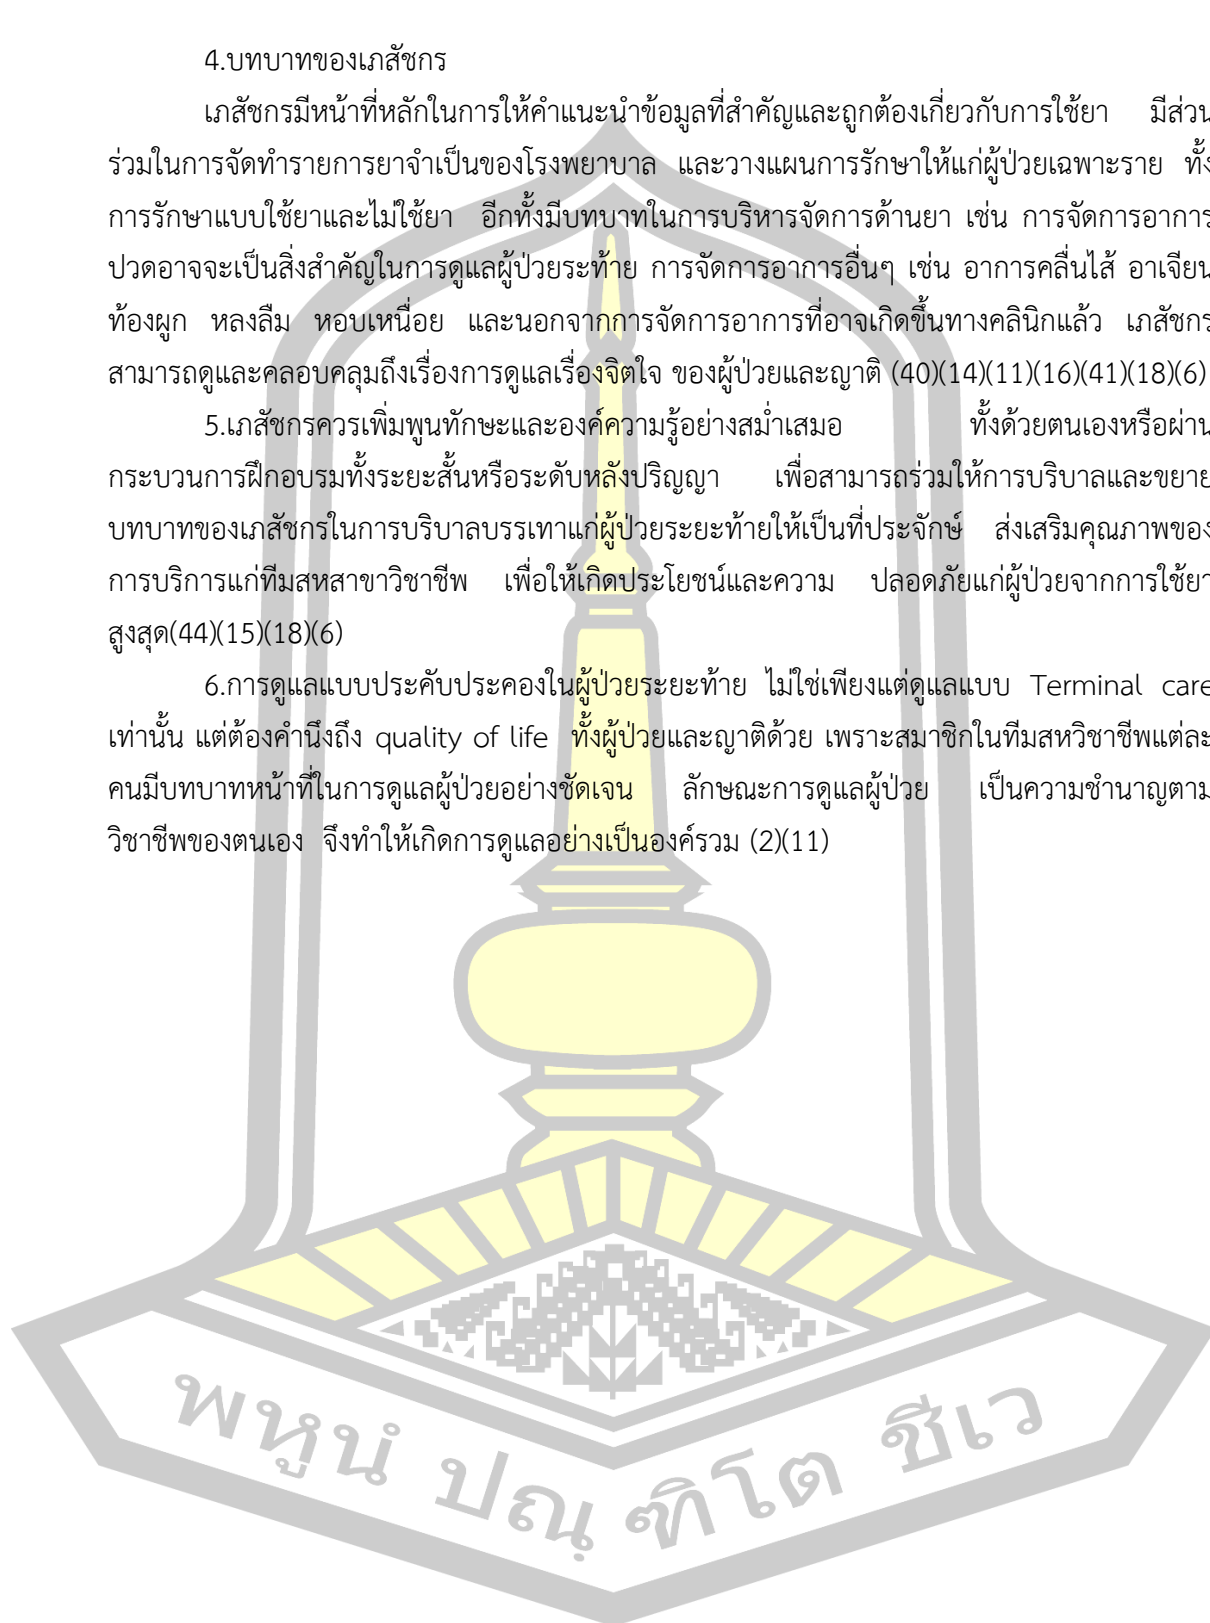 4.บทบาทของเภสัชกร
เภสัชกรมีหน้าที่หลักในการให้คำแนะนำข้อมูลที่สำคัญและถูกต้องเกี่ยวกับการใช้ยา มีส่วน
ร่วมในการจัดทำรายการยาจำเป็นของโรงพยาบาล และวางแผนการรักษาให้แก่ผู้ป่วยเฉพาะราย ทั้ง
การรักษาแบบใช้ยาและไม่ใช้ยา อีกทั้งมีบทบาทในการบริหารจัดการด้านยา เช่น การจัดการอาการ
ปวดอาจจะเป็นสิ่งสำคัญในการดูแลผู้ป่วยระท้าย การจัดการอาการอื่นๆ เช่น อาการคลื่นไส้ อาเจียน
ท้องผูก หลงลืม หอบเหนื่อย และนอกจากการจัดการอาการที่อาจเกิดขึ้นทางคลินิกแล้ว เภสัชกร
สามารถดูและคลอบคลุมถึงเรื่องการดูแลเรื่องจิตใจ ของผู้ป่วยและญาติ (40)(14)(11)(16)(41)(18)(6)
5.เภสัชกรควรเพิ่มพูนทักษะและองค์ความรู้อย่างสม่ำเสมอ ทั้งด้วยตนเองหรือผ่าน
กระบวนการฝึกอบรมทั้งระยะสั้นหรือระดับหลังปริญญา เพื่อสามารถร่วมให้การบริบาลและขยาย
บทบาทของเภสัชกรในการบริบาลบรรเทาแก่ผู้ป่วยระยะท้ายให้เป็นที่ประจักษ์ ส่งเสริมคุณภาพของ
การบริการแก่ทีมสหสาขาวิชาชีพ เพื่อให้เกิดประโยชน์และความ ปลอดภัยแก่ผู้ป่วยจากการใช้ยา
สูงสุด(44)(15)(18)(6)
6.การดูแลแบบประคับประคองในผู้ป่วยระยะท้าย ไม่ใช่เพียงแต่ดูแลแบบ Terminal care
เท่านั้น แต่ต้องคำนึงถึง quality of life ทั้งผู้ป่วยและญาติด้วย เพราะสมาชิกในทีมสหวิชาชีพแต่ละ
คนมีบทบาทหน้าที่ในการดูแลผู้ป่วยอย่างชัดเจน ลักษณะการดูแลผู้ป่วย เป็นความชำนาญตาม
วิชาชีพของตนเอง จึงทำให้เกิดการดูแลอย่างเป็นองค์รวม (2)(11)
พหูนํ ปณฺ ฑิโต ชีเว